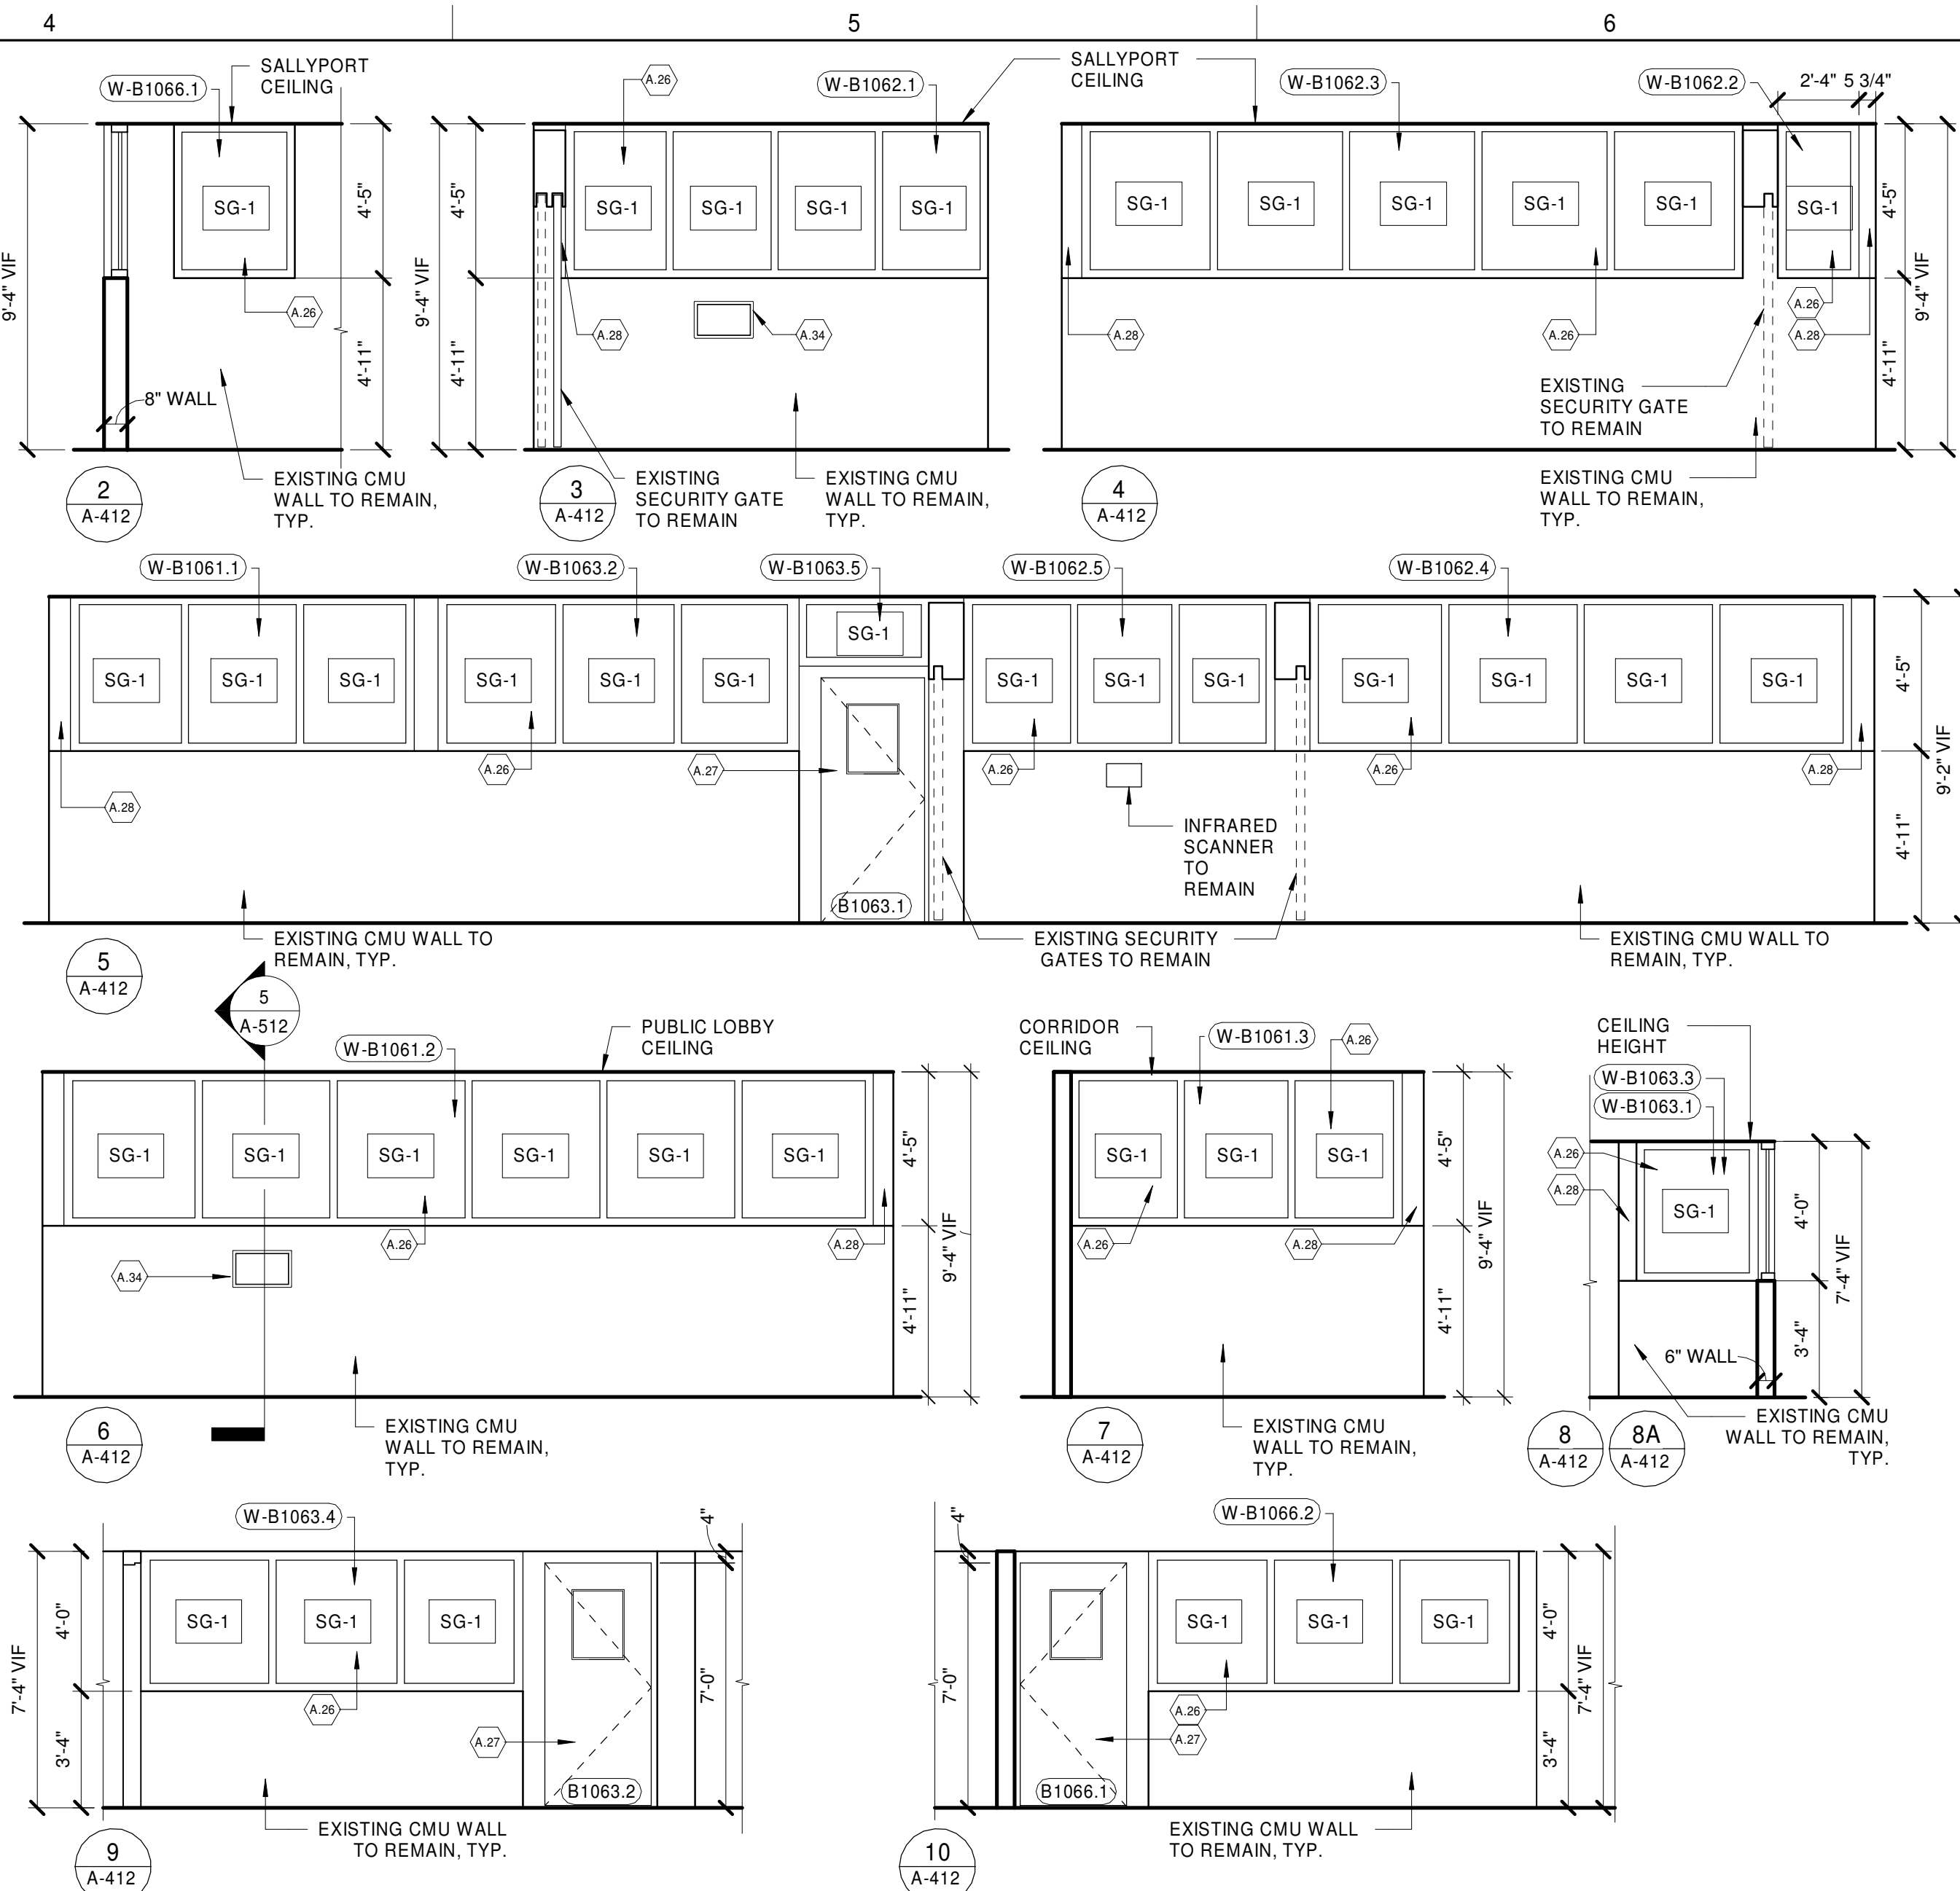 4
5
6
W-B1066.1
SALLYPORT
CEILING
9'-4" VIF
SG-1
A.26
4'-5"
4'-11"
8" WALL
EXISTING CMU
WALL TO REMAIN,
TYP.
2
A-412
A.26
W-B1062.1
SALLYPORT
CEILING
9'-4" VIF
4'-5"
4'-11"
SG-1
SG-1
SG-1
SG-1
A.28
A.34
EXISTING
SECURITY GATE
TO REMAIN
EXISTING CMU
WALL TO REMAIN,
TYP.
3
A-412
W-B1062.3
W-B1062.2
2'-4" 5 3/4"
SG-1
SG-1
SG-1
SG-1
SG-1
SG-1
A.28
A.26
A.26
A.28
4'-5"
4'-11"
9'-4" VIF
EXISTING
SECURITY GATE
TO REMAIN
EXISTING CMU
WALL TO REMAIN,
TYP.
4
A-412
W-B1061.1
W-B1063.2
W-B1063.5
W-B1062.5
W-B1062.4
SG-1
SG-1
SG-1
SG-1
SG-1
SG-1
SG-1
SG-1
SG-1
SG-1
SG-1
SG-1
SG-1
SG-1
4'-5"
4'-11"
9'-2" VIF
A.28
A.26
A.27
A.26
A.26
A.28
INFRARED
SCANNER
TO
REMAIN
B1063.1
EXISTING CMU WALL TO
REMAIN, TYP.
EXISTING SECURITY
GATES TO REMAIN
EXISTING CMU WALL TO
REMAIN, TYP.
5
A-412
5
A-512
W-B1061.2
PUBLIC LOBBY
CEILING
SG-1
SG-1
SG-1
SG-1
SG-1
SG-1
A.34
A.26
A.28
4'-5"
4'-11"
9'-4" VIF
EXISTING CMU
WALL TO REMAIN,
TYP.
6
A-412
CORRIDOR
CEILING
W-B1061.3
A.26
SG-1
SG-1
SG-1
A.26
A.28
4'-5"
4'-11"
9'-4" VIF
EXISTING CMU
WALL TO REMAIN,
TYP.
7
A-412
CEILING
HEIGHT
W-B1063.3
W-B1063.1
A.26
A.28
SG-1
4'-0"
3'-4"
7'-4" VIF
6" WALL
EXISTING CMU
WALL TO REMAIN,
TYP.
8
A-412
8A
A-412
W-B1063.4
4"
7'-4" VIF
4'-0"
3'-4"
SG-1
SG-1
SG-1
A.26
A.27
7'-0"
B1063.2
EXISTING CMU WALL
TO REMAIN, TYP.
9
A-412
4"
W-B1066.2
7'-0"
SG-1
SG-1
SG-1
A.26
A.27
B1066.1
4'-0"
3'-4"
7'-4" VIF
EXISTING CMU WALL
TO REMAIN, TYP.
10
A-412